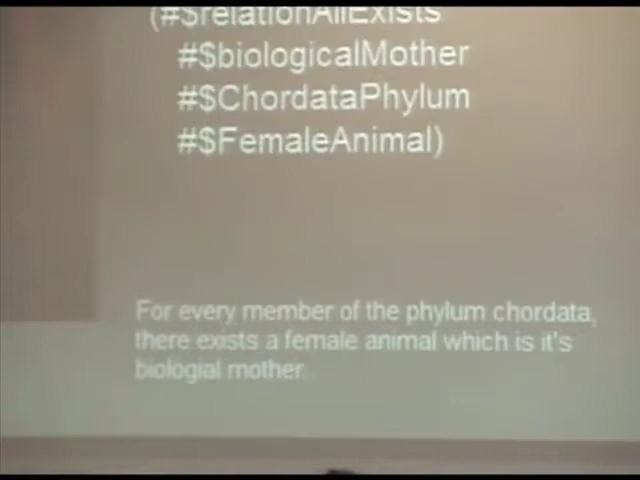 (#$relationAllExists
#$biologicalMother
#$ChordataPhylum
#$FemaleAnimal)
For every member of the phylum chordata,
there exists a female animal which is it's
biologial mother